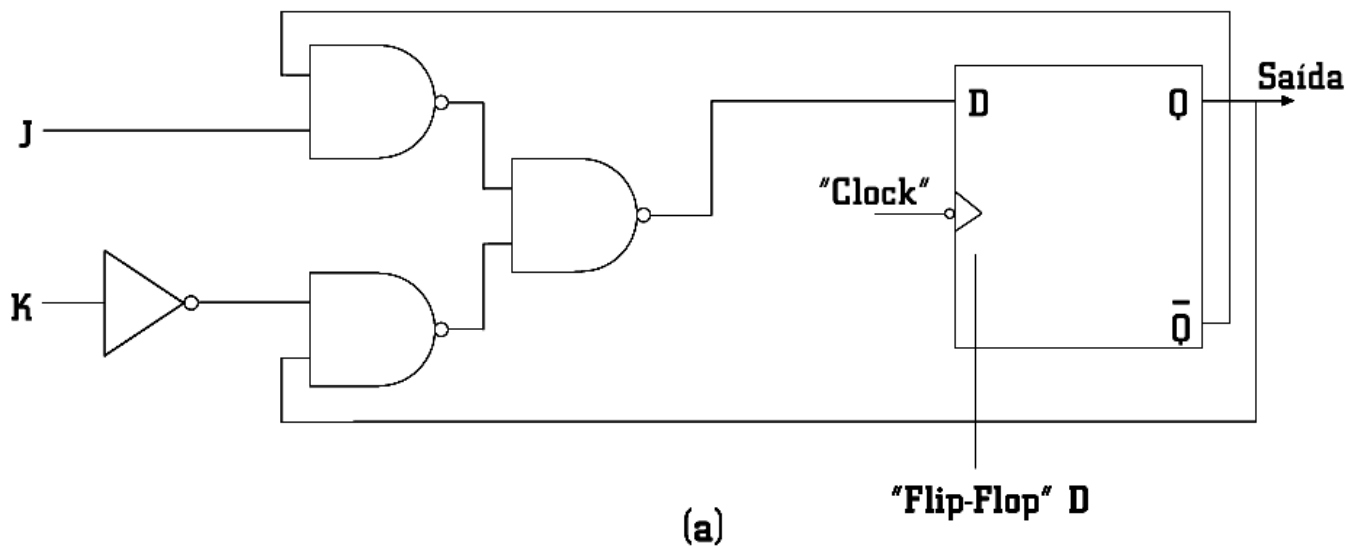 Saída
D Q
J
"Clock"
K
Q̅
"Flip-Flop" D
(a)